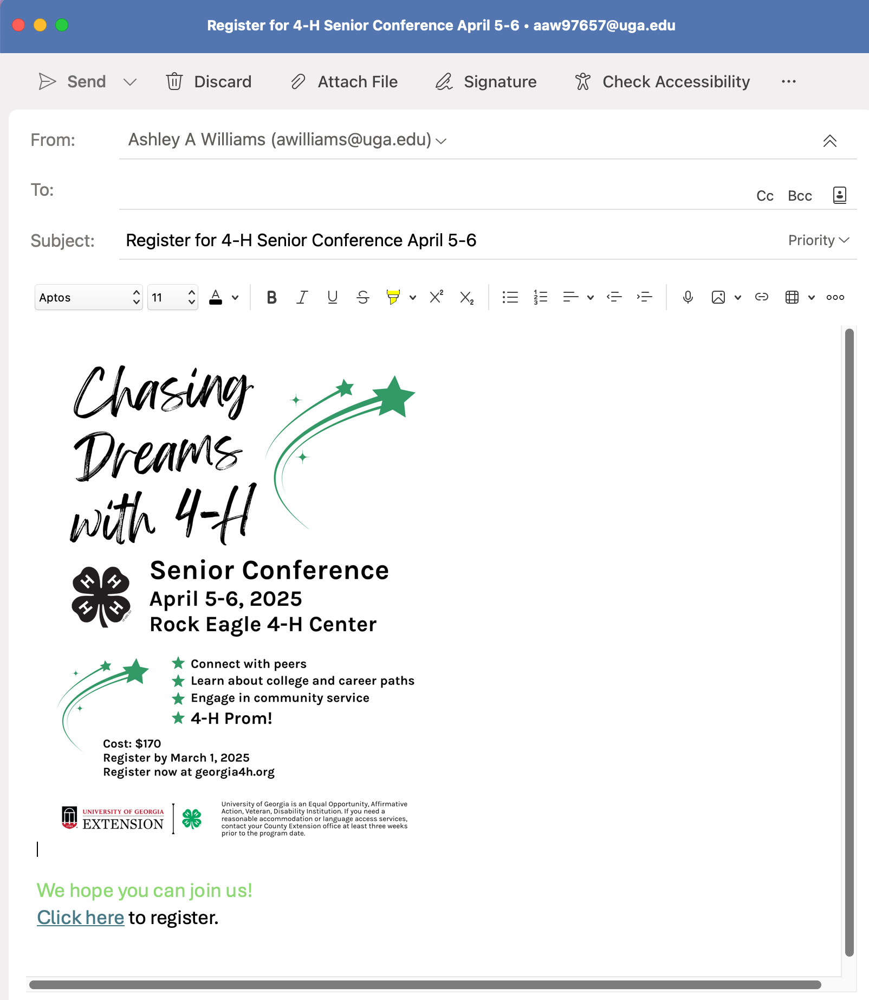 Register for 4-H Senior Conference April 5-6 • aaw97657@uga.edu
Send Discard Attach File Signature Check Accessibility
From: Ashley A Williams (awilliams@uga.edu)
To: Cc Bcc
Subject: Register for 4-H Senior Conference April 5-6 Priority
Aptos 11 A B I U S X² X₂
Chasing
Dreams
with 4-H
H H
H H
Senior Conference
April 5-6, 2025
Rock Eagle 4-H Center
Connect with peers
Learn about college and career paths
Engage in community service
4-H Prom!
Cost: $170
Register by March 1, 2025
Register now at georgia4h.org
1785
UNIVERSITY OF GEORGIA
EXTENSION
H H
H H
University of Georgia is an Equal Opportunity, Affirmative
Action, Veteran, Disability Institution. If you need a
reasonable accommodation or language access services,
contact your County Extension office at least three weeks
prior to the program date.
We hope you can join us!
Click here to register.